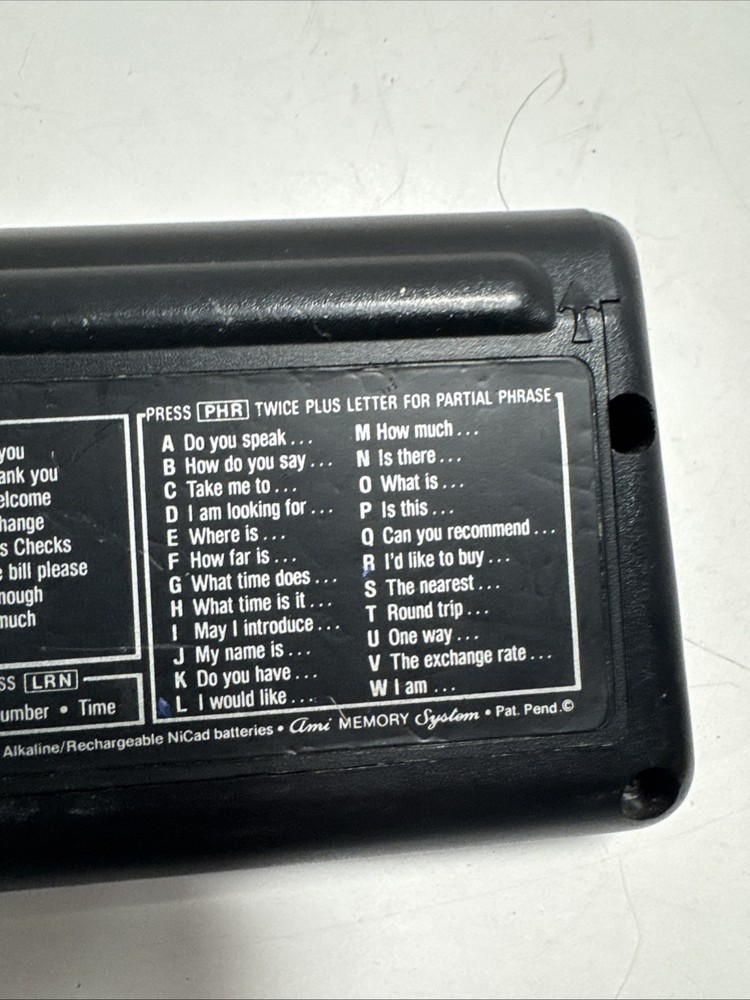 you
ank you
elcome
hange
s Checks
bill please
nough
much
SS LRN
umber • Time
PRESS PHR TWICE PLUS LETTER FOR PARTIAL PHRASE
A Do you speak...
B How do you say...
C Take me to...
D I am looking for...
E Where is...
F How far is...
G What time does...
H What time is it...
I May I introduce...
J My name is...
K Do you have...
L I would like...
M How much...
N Is there...
O What is...
P Is this...
Q Can you recommend...
R I'd like to buy...
S The nearest...
T Round trip...
U One way...
V The exchange rate...
W I am...
Alkaline/Rechargeable NiCad batteries • Ami MEMORY System • Pat. Pend.©